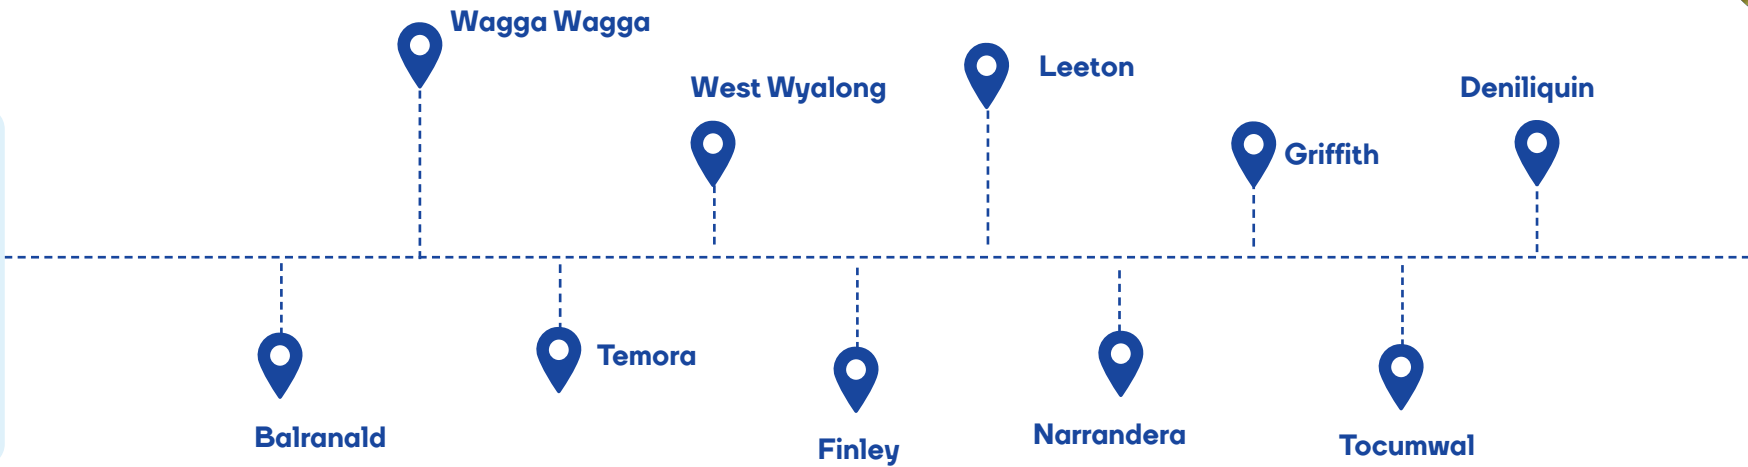 Wagga Wagga
Leeton
West Wyalong
Deniliquin
Griffith
Temora
Balranald
Finley
Narrandera
Tocumwal